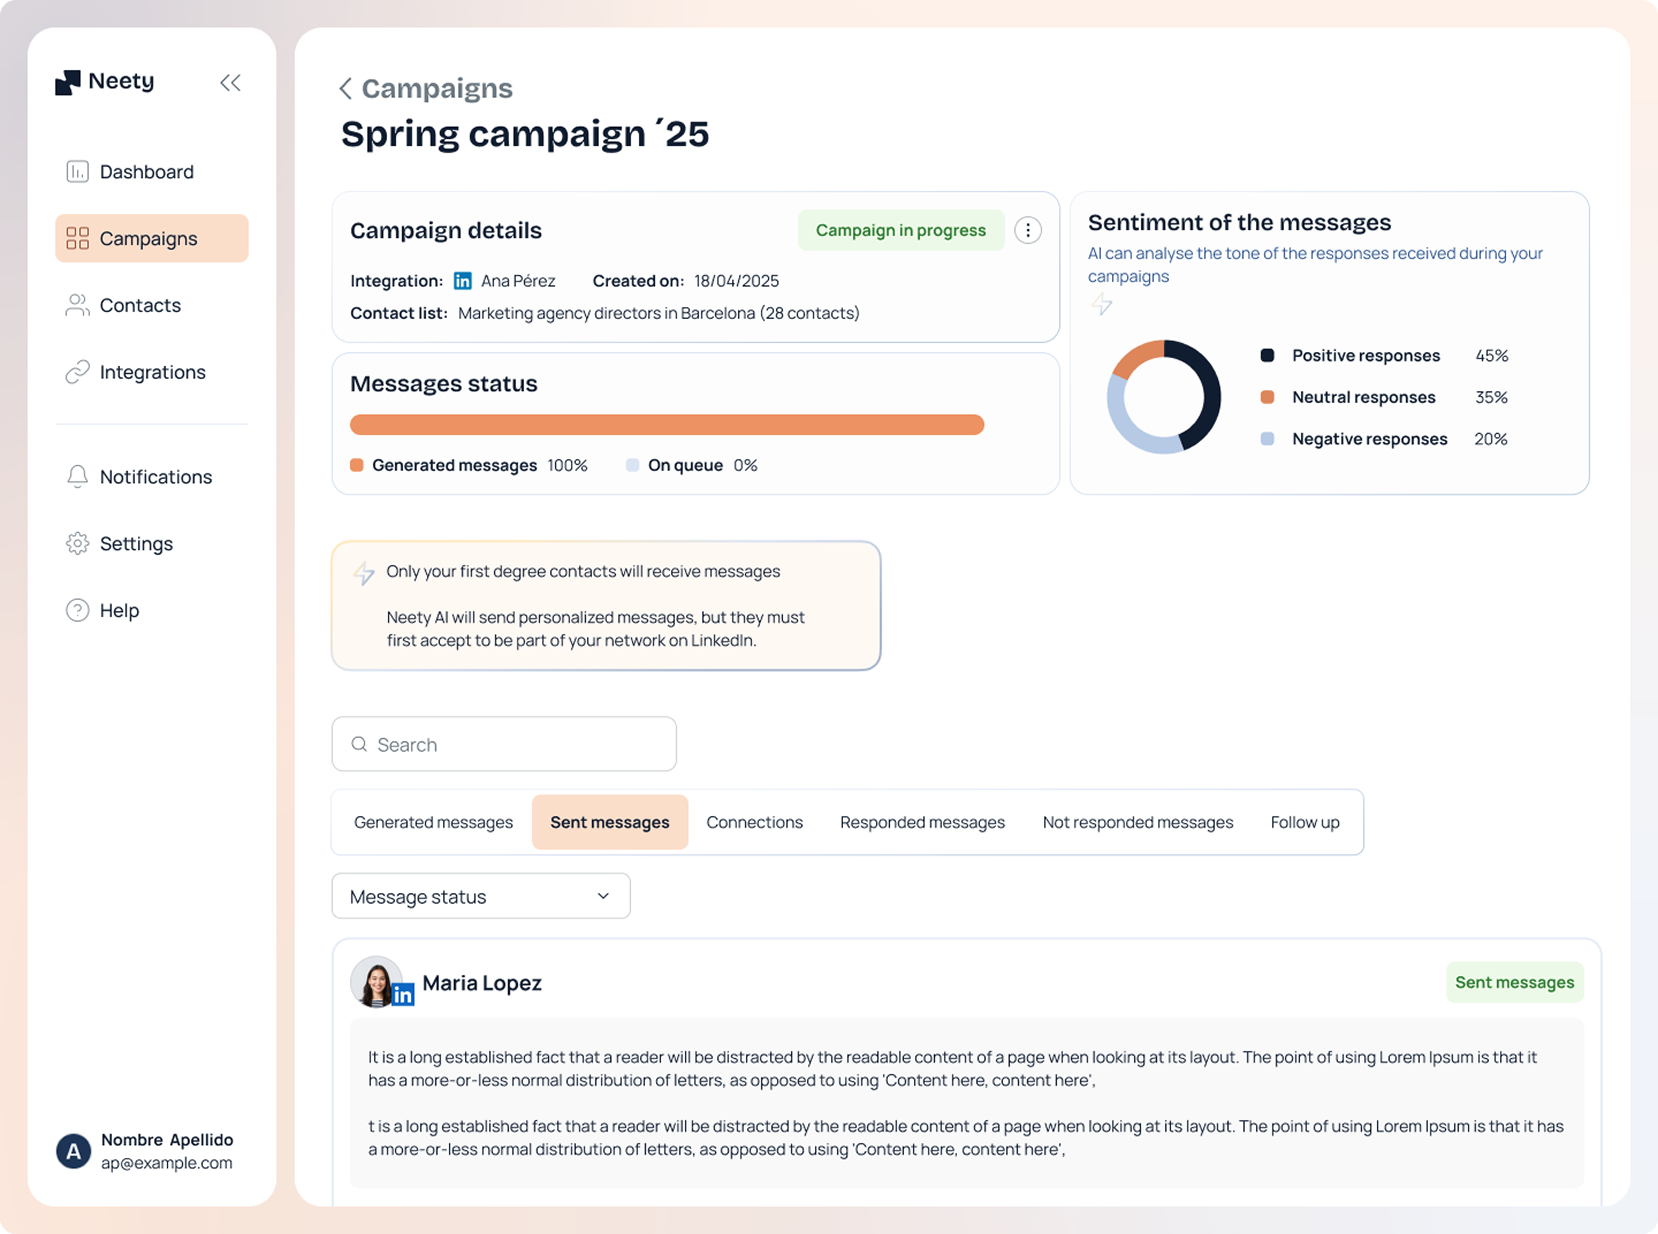 Neety
Dashboard
Campaigns
Contacts
Integrations
Notifications
Settings
Help
A
Nombre Apellido
ap@example.com
Campaigns
Spring campaign ´25
Campaign details
Campaign in progress
Integration: in Ana Pérez Created on: 18/04/2025
Contact list: Marketing agency directors in Barcelona (28 contacts)
Messages status
Generated messages 100% On queue 0%
Sentiment of the messages
AI can analyse the tone of the responses received during your
campaigns
Positive responses 45%
Neutral responses 35%
Negative responses 20%
Only your first degree contacts will receive messages
Neety AI will send personalized messages, but they must
first accept to be part of your network on LinkedIn.
Search
Generated messages Sent messages Connections Responded messages Not responded messages Follow up
Message status
in Maria Lopez Sent messages
It is a long established fact that a reader will be distracted by the readable content of a page when looking at its layout. The point of using Lorem Ipsum is that it
has a more-or-less normal distribution of letters, as opposed to using 'Content here, content here',
t is a long established fact that a reader will be distracted by the readable content of a page when looking at its layout. The point of using Lorem Ipsum is that it has
a more-or-less normal distribution of letters, as opposed to using 'Content here, content here',